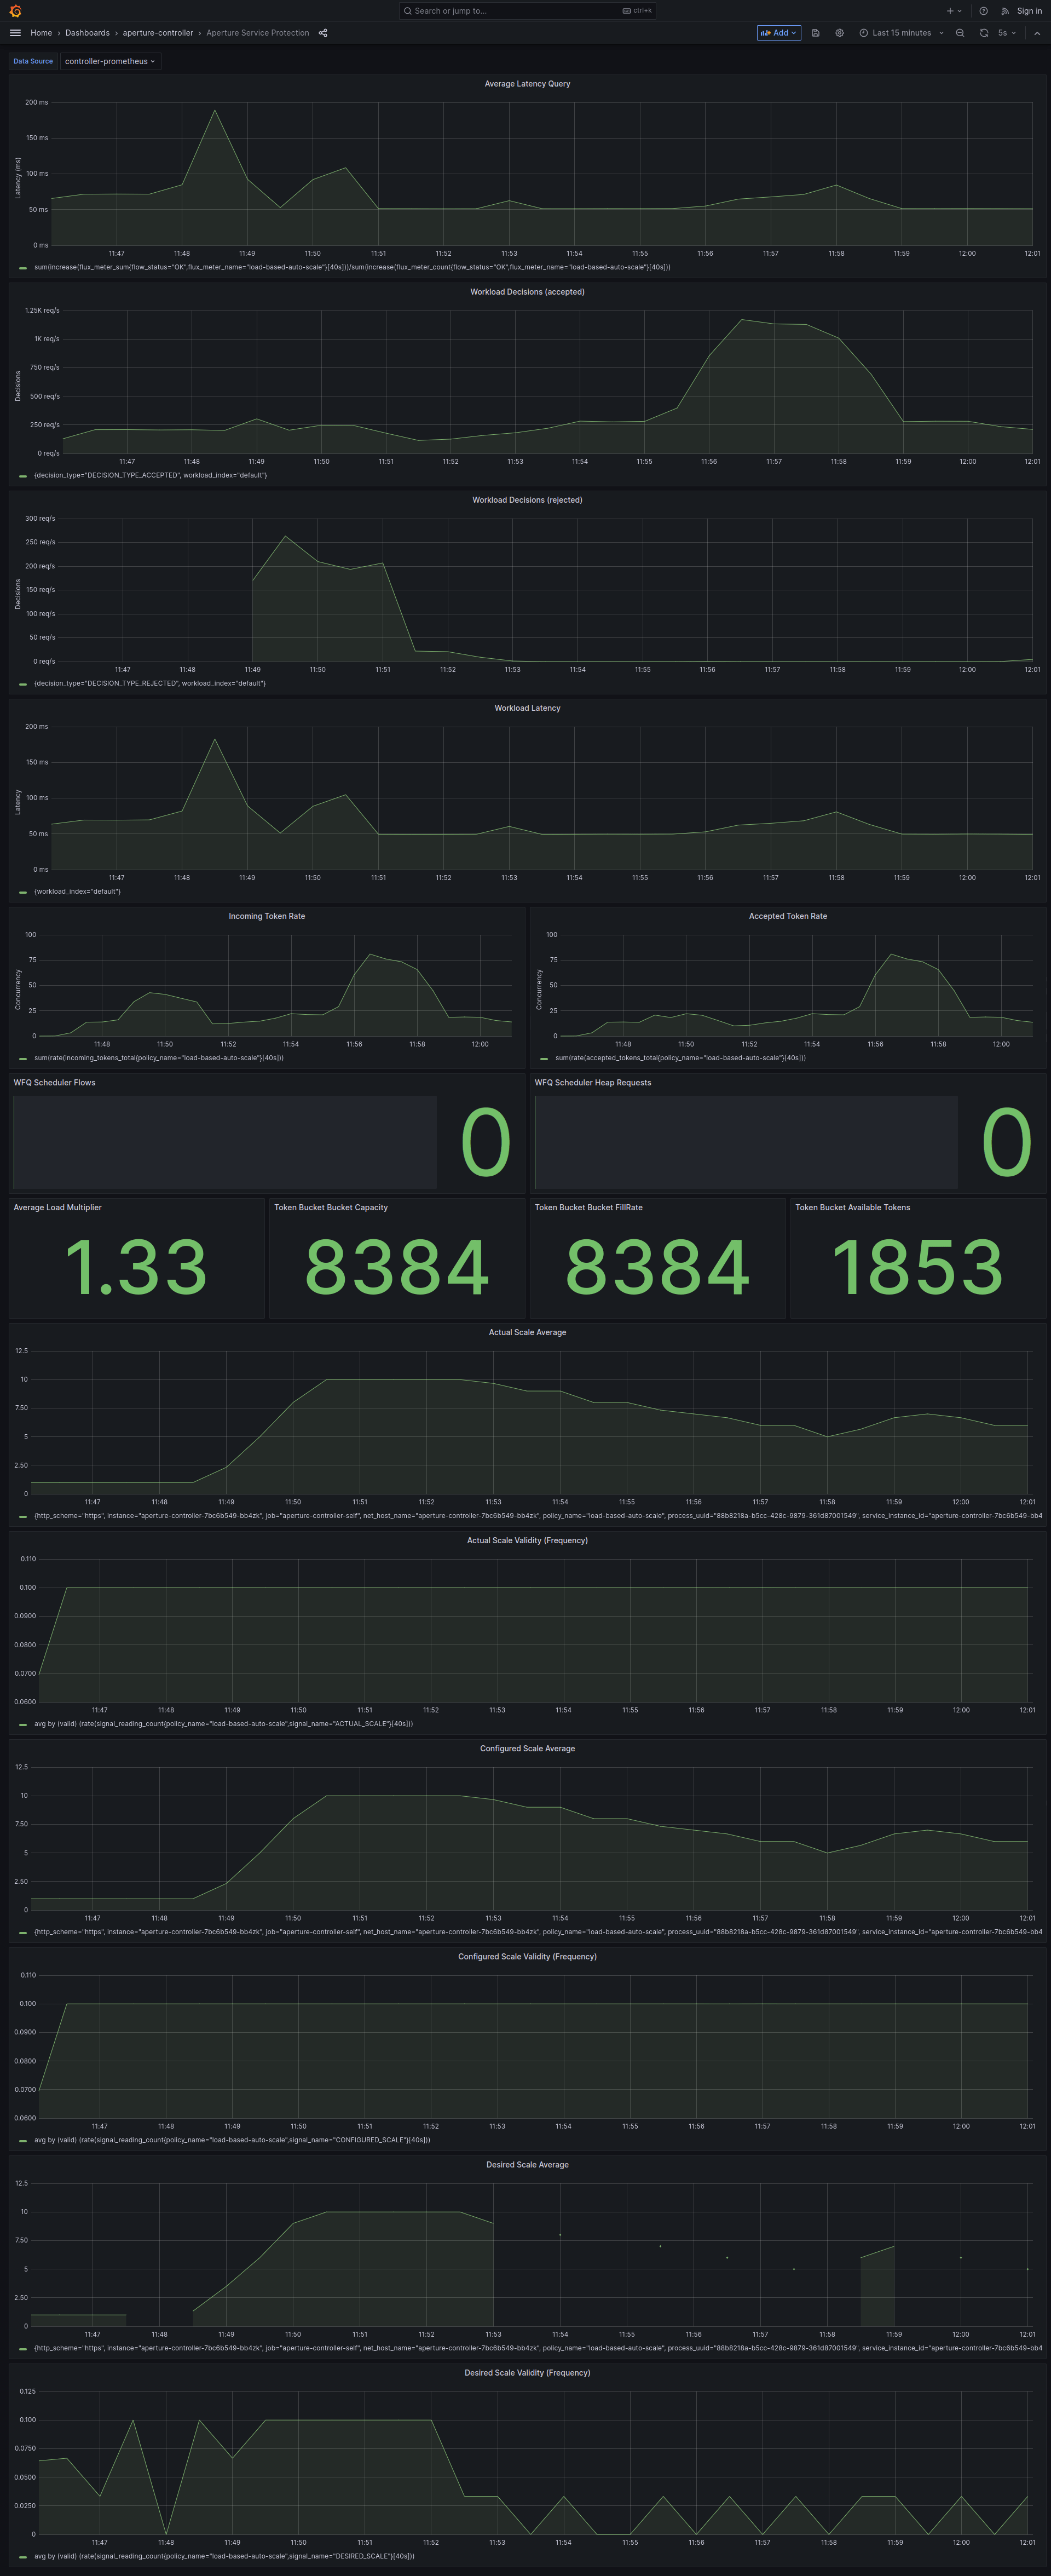 Search or jump to... ctrl+k Sign in
Home › Dashboards › aperture-controller › Aperture Service Protection Add Last 15 minutes 5s
Data Source controller-prometheus
Average Latency Query
200 ms
150 ms
100 ms
50 ms
0 ms
Latency (ms)
11:47 11:48 11:49 11:50 11:51 11:52 11:53 11:54 11:55 11:56 11:57 11:58 11:59 12:00 12:01
sum(increase(flux_meter_sum{flow_status="OK",flux_meter_name="load-based-auto-scale"}[40s]))/sum(increase(flux_meter_count{flow_status="OK",flux_meter_name="load-based-auto-scale"}[40s]))
Workload Decisions (accepted)
1.25K req/s
1K req/s
750 req/s
500 req/s
250 req/s
0 req/s
Decisions
11:47 11:48 11:49 11:50 11:51 11:52 11:53 11:54 11:55 11:56 11:57 11:58 11:59 12:00 12:01
{decision_type="DECISION_TYPE_ACCEPTED", workload_index="default"}
Workload Decisions (rejected)
300 req/s
250 req/s
200 req/s
150 req/s
100 req/s
50 req/s
0 req/s
Decisions
11:47 11:48 11:49 11:50 11:51 11:52 11:53 11:54 11:55 11:56 11:57 11:58 11:59 12:00 12:01
{decision_type="DECISION_TYPE_REJECTED", workload_index="default"}
Workload Latency
200 ms
150 ms
100 ms
50 ms
0 ms
Latency
11:47 11:48 11:49 11:50 11:51 11:52 11:53 11:54 11:55 11:56 11:57 11:58 11:59 12:00 12:01
{workload_index="default"}
Incoming Token Rate
100
75
50
25
0
Concurrency
11:48 11:50 11:52 11:54 11:56 11:58 12:00
sum(rate(incoming_tokens_total{policy_name="load-based-auto-scale"}[40s]))
Accepted Token Rate
100
75
50
25
0
Concurrency
11:48 11:50 11:52 11:54 11:56 11:58 12:00
sum(rate(accepted_tokens_total{policy_name="load-based-auto-scale"}[40s]))
WFQ Scheduler Flows
0
WFQ Scheduler Heap Requests
0
Average Load Multiplier
1.33
Token Bucket Bucket Capacity
8384
Token Bucket Bucket FillRate
8384
Token Bucket Available Tokens
1853
Actual Scale Average
12.5
10
7.50
5
2.50
0
11:47 11:48 11:49 11:50 11:51 11:52 11:53 11:54 11:55 11:56 11:57 11:58 11:59 12:00 12:01
{http_scheme="https", instance="aperture-controller-7bc6b549-bb4zk", job="aperture-controller-self", net_host_name="aperture-controller-7bc6b549-bb4zk", policy_name="load-based-auto-scale", process_uuid="88b8218a-b5cc-428c-9879-361d87001549", service_instance_id="aperture-controller-7bc6b549-bb4
Actual Scale Validity (Frequency)
0.110
0.100
0.0900
0.0800
0.0700
0.0600
11:47 11:48 11:49 11:50 11:51 11:52 11:53 11:54 11:55 11:56 11:57 11:58 11:59 12:00 12:01
avg by (valid) (rate(signal_reading_count{policy_name="load-based-auto-scale",signal_name="ACTUAL_SCALE"}[40s]))
Configured Scale Average
12.5
10
7.50
5
2.50
0
11:47 11:48 11:49 11:50 11:51 11:52 11:53 11:54 11:55 11:56 11:57 11:58 11:59 12:00 12:01
{http_scheme="https", instance="aperture-controller-7bc6b549-bb4zk", job="aperture-controller-self", net_host_name="aperture-controller-7bc6b549-bb4zk", policy_name="load-based-auto-scale", process_uuid="88b8218a-b5cc-428c-9879-361d87001549", service_instance_id="aperture-controller-7bc6b549-bb4
Configured Scale Validity (Frequency)
0.110
0.100
0.0900
0.0800
0.0700
0.0600
11:47 11:48 11:49 11:50 11:51 11:52 11:53 11:54 11:55 11:56 11:57 11:58 11:59 12:00 12:01
avg by (valid) (rate(signal_reading_count{policy_name="load-based-auto-scale",signal_name="CONFIGURED_SCALE"}[40s]))
Desired Scale Average
12.5
10
7.50
5
2.50
0
11:47 11:48 11:49 11:50 11:51 11:52 11:53 11:54 11:55 11:56 11:57 11:58 11:59 12:00 12:01
{http_scheme="https", instance="aperture-controller-7bc6b549-bb4zk", job="aperture-controller-self", net_host_name="aperture-controller-7bc6b549-bb4zk", policy_name="load-based-auto-scale", process_uuid="88b8218a-b5cc-428c-9879-361d87001549", service_instance_id="aperture-controller-7bc6b549-bb4
Desired Scale Validity (Frequency)
0.125
0.100
0.0750
0.0500
0.0250
0
11:47 11:48 11:49 11:50 11:51 11:52 11:53 11:54 11:55 11:56 11:57 11:58 11:59 12:00 12:01
avg by (valid) (rate(signal_reading_count{policy_name="load-based-auto-scale",signal_name="DESIRED_SCALE"}[40s]))